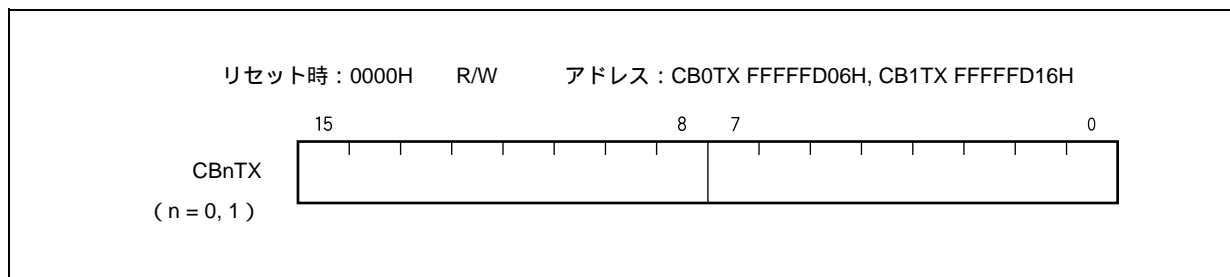 リセット時：0000H R/W アドレス：CB0TX FFFFFD06H, CB1TX FFFFFD16H
15 8 7 0
CBnTX
（n = 0, 1）